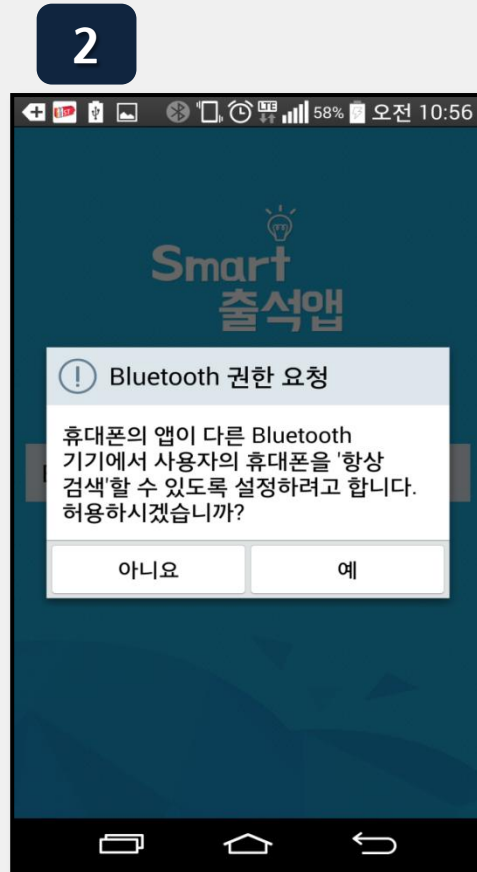 2
LTE 58% 오전 10:56
Smart
출석앱
Bluetooth 권한 요청
휴대폰의 앱이 다른 Bluetooth
기기에서 사용자의 휴대폰을 '항상
검색'할 수 있도록 설정하려고 합니다.
허용하시겠습니까?
아니요 예